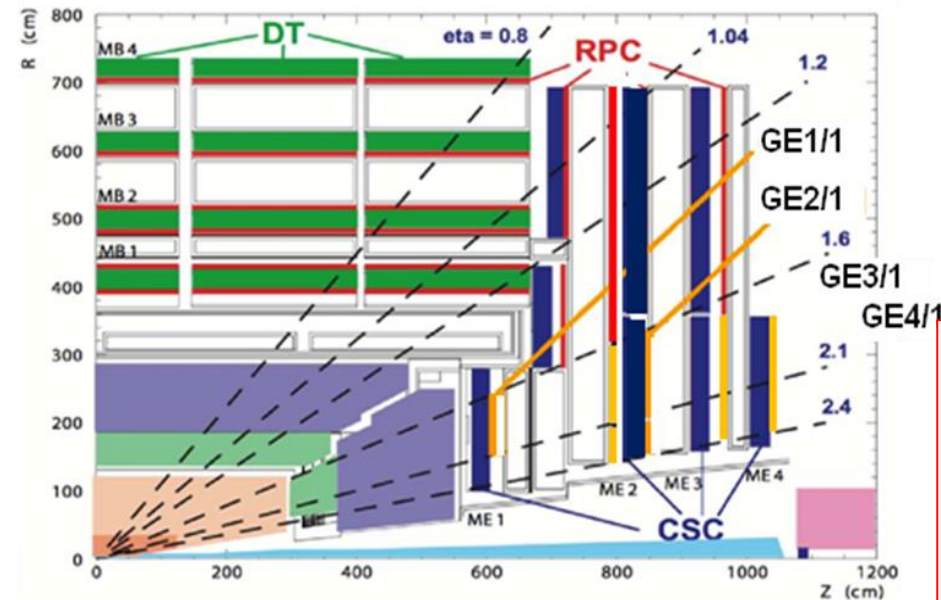 800
R (cm)
MB 4
DT
eta = 0.8
1.04
RPC
1.2
700
MB 3
600
GE1/1
MB 2
GE2/1
500
MB 1
1.6
400
GE3/1
GE4/1
300
2.1
200
2.4
ME 2
ME 3
ME 4
100
ME 1
CSC
0
0
200
400
600
800
1000
1200
Z (cm)